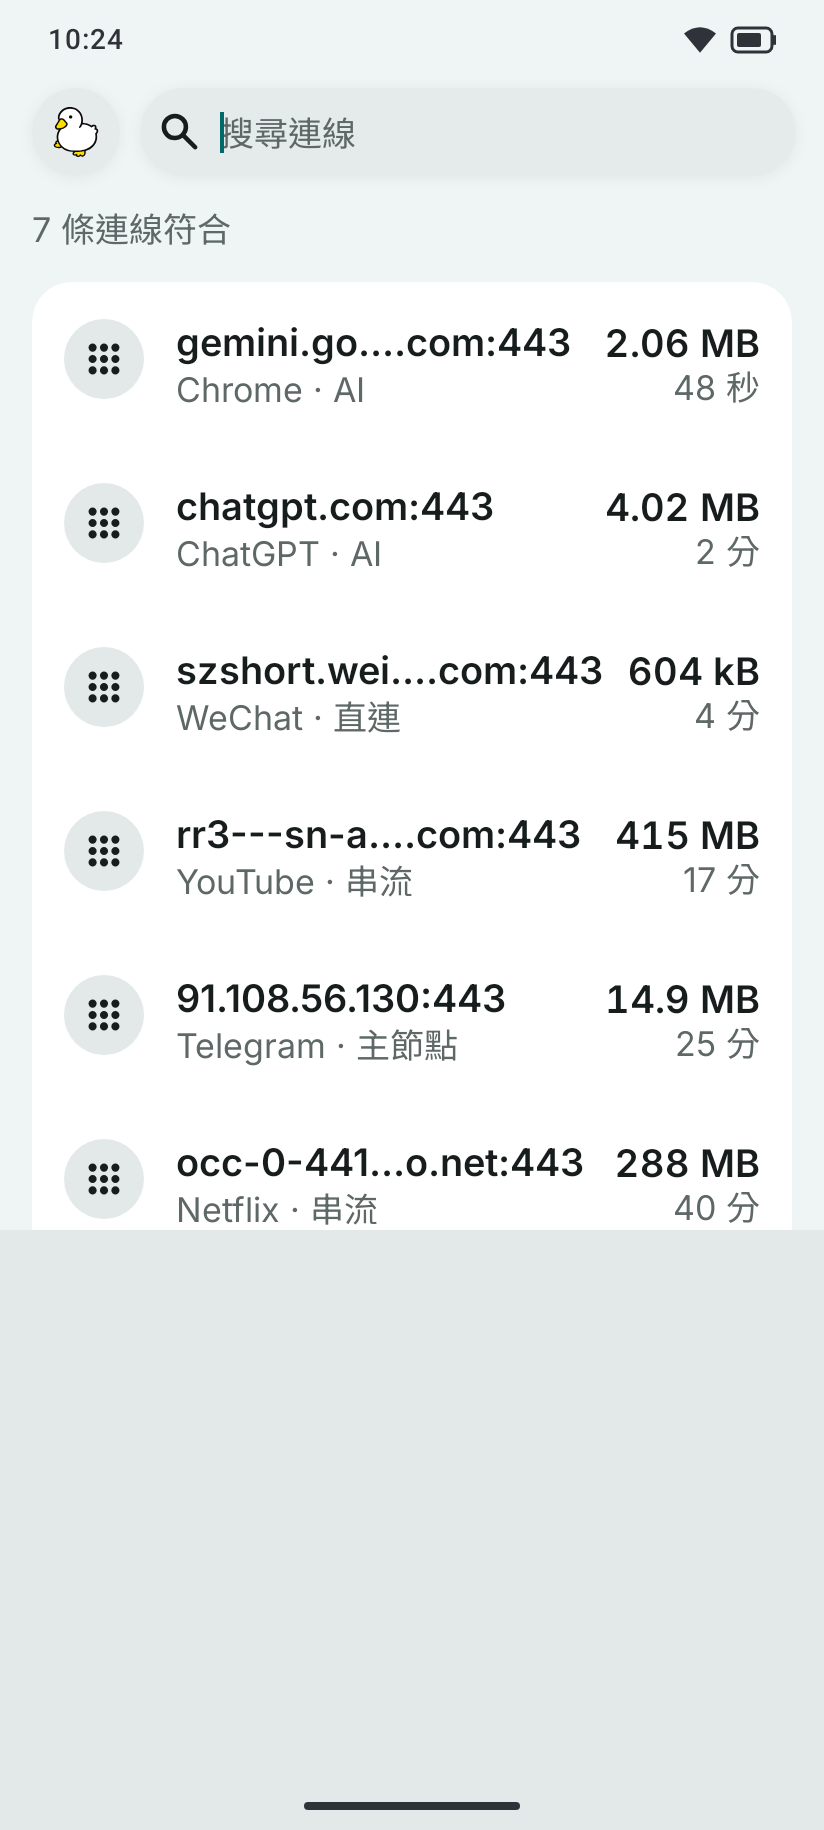 10:24
搜尋連線
7 條連線符合
gemini.go....com:443 2.06 MB
Chrome · AI 48 秒
chatgpt.com:443 4.02 MB
ChatGPT · AI 2 分
szshort.wei....com:443 604 kB
WeChat · 直連 4 分
rr3---sn-a....com:443 415 MB
YouTube · 串流 17 分
91.108.56.130:443 14.9 MB
Telegram · 主節點 25 分
occ-0-441...o.net:443 288 MB
Netflix · 串流 40 分